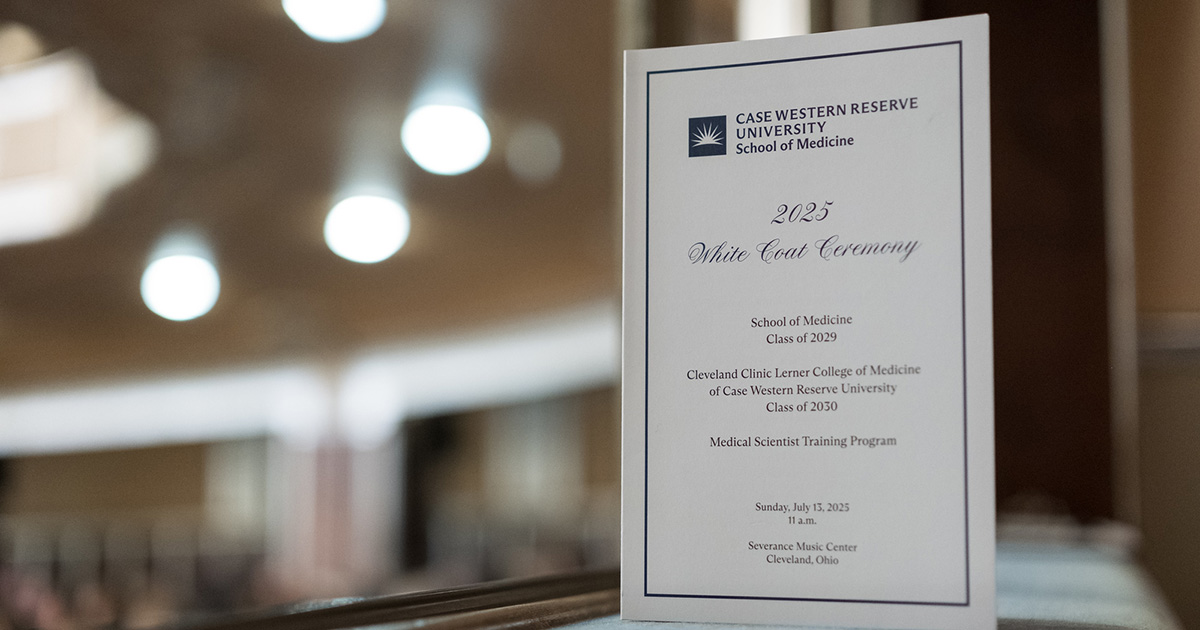 CASE WESTERN RESERVE
UNIVERSITY
School of Medicine
2025
White Coat Ceremony
School of Medicine
Class of 2029
Cleveland Clinic Lerner College of Medicine
of Case Western Reserve University
Class of 2030
Medical Scientist Training Program
Sunday, July 13, 2025
11 a.m.
Severance Music Center
Cleveland, Ohio